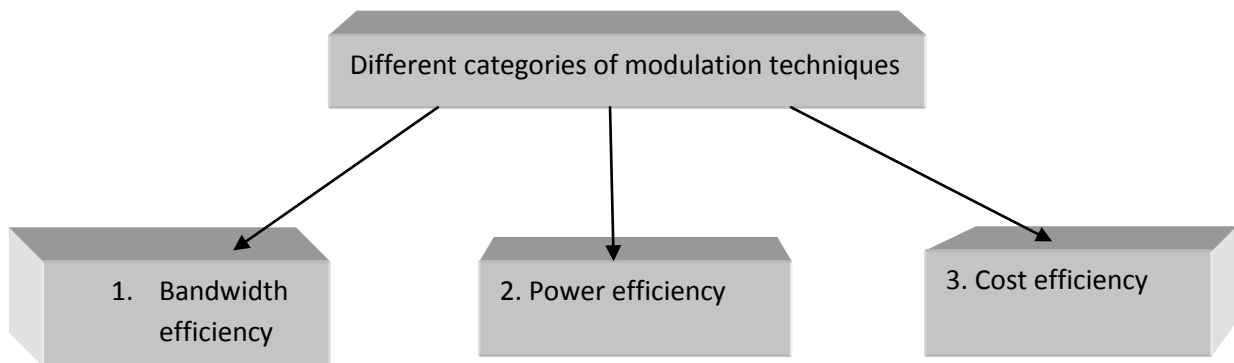 Different categories of modulation techniques
1. Bandwidth
efficiency
2. Power efficiency
3. Cost efficiency